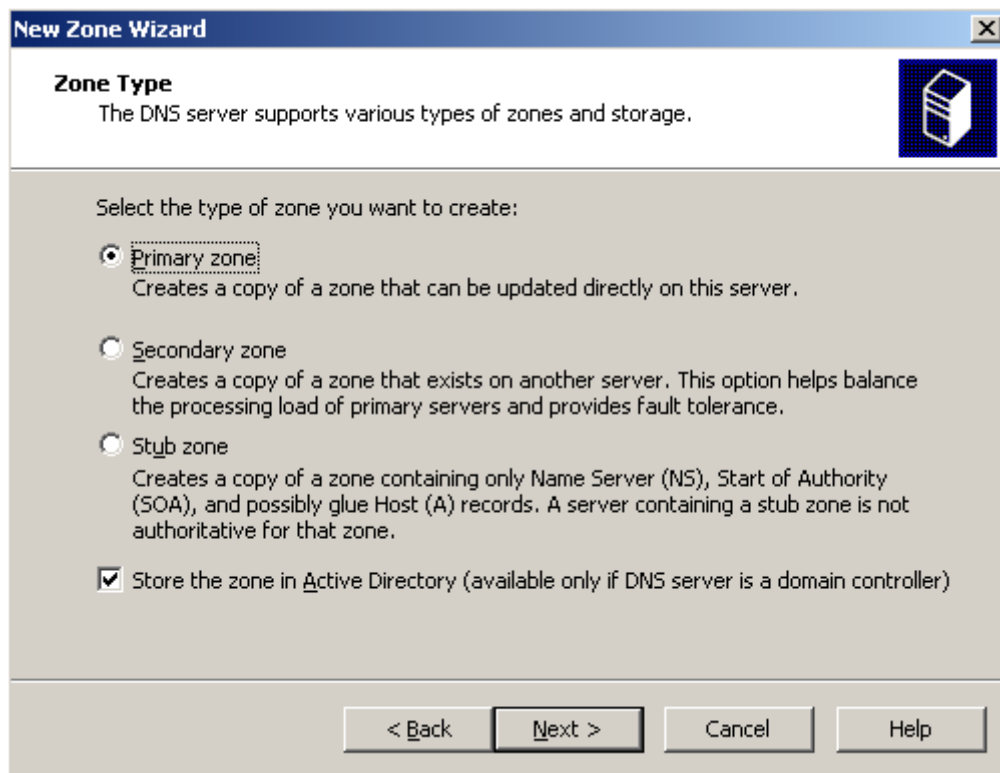 New Zone Wizard
Zone Type
The DNS server supports various types of zones and storage.
Select the type of zone you want to create:
Primary zone
Creates a copy of a zone that can be updated directly on this server.
Secondary zone
Creates a copy of a zone that exists on another server. This option helps balance
the processing load of primary servers and provides fault tolerance.
Stub zone
Creates a copy of a zone containing only Name Server (NS), Start of Authority
(SOA), and possibly glue Host (A) records. A server containing a stub zone is not
authoritative for that zone.
Store the zone in Active Directory (available only if DNS server is a domain controller)
< Back
Next >
Cancel
Help